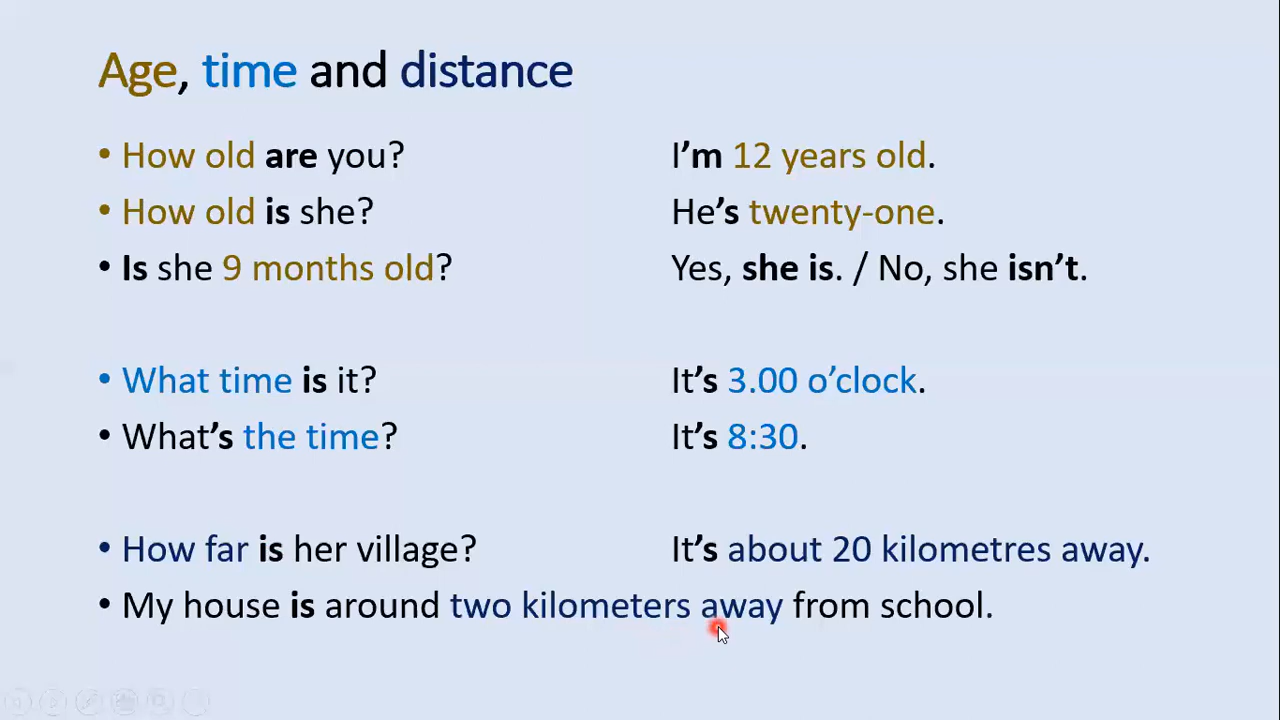 Age, time and distance
• How old are you? I’m 12 years old.
• How old is she? He’s twenty-one.
• Is she 9 months old? Yes, she is. / No, she isn’t.
• What time is it? It’s 3.00 o’clock.
• What’s the time? It’s 8:30.
• How far is her village? It’s about 20 kilometres away.
• My house is around two kilometers away from school.